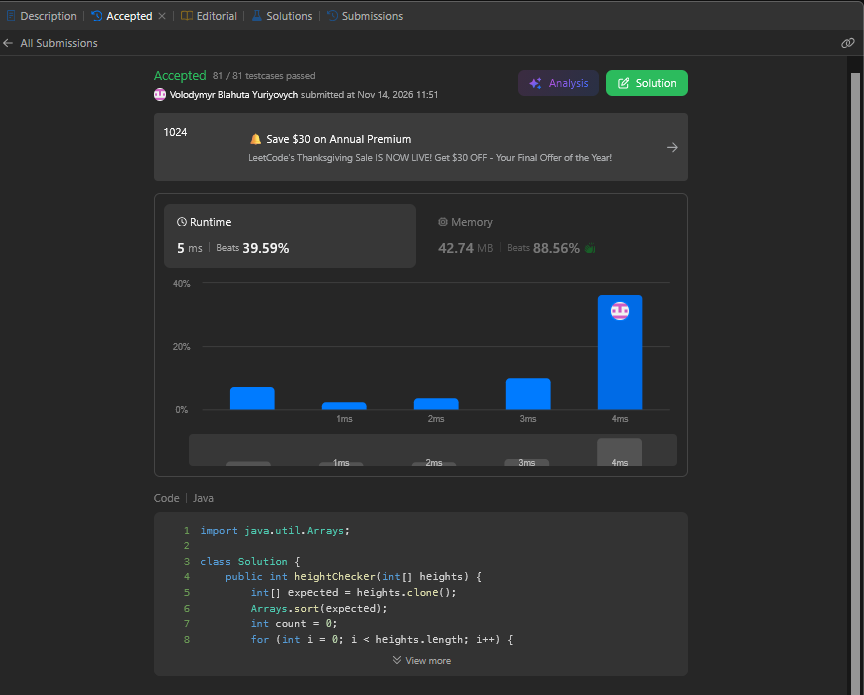 Description | Accepted × | Editorial | Solutions | Submissions
All Submissions
Accepted 81 / 81 testcases passed
Volodymyr Blahuta Yuriyovych submitted at Nov 14, 2026 11:51
Analysis
Solution
1024
Save $30 on Annual Premium
LeetCode's Thanksgiving Sale IS NOW LIVE! Get $30 OFF - Your Final Offer of the Year!
Runtime
5 ms | Beats 39.59%
Memory
42.74 MB | Beats 88.56%
40%
20%
0%
1ms 2ms 3ms 4ms
1ms 2ms 3ms 4ms
Code | Java
1 import java.util.Arrays;
2
3 class Solution {
4     public int heightChecker(int[] heights) {
5         int[] expected = heights.clone();
6         Arrays.sort(expected);
7         int count = 0;
8         for (int i = 0; i < heights.length; i++) {
View more